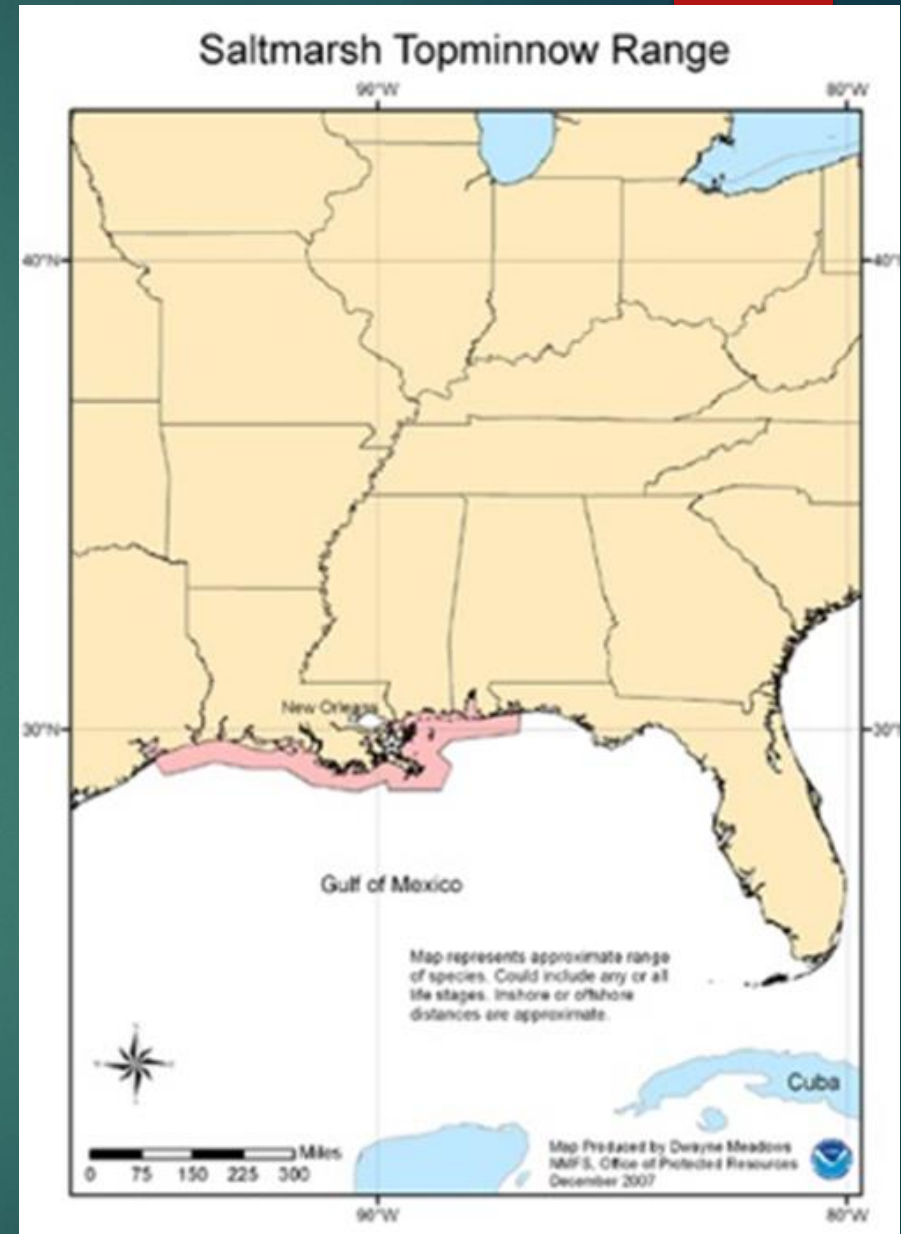 Saltmarsh Topminnow Range
90°W 80°W
40°N 40°N
New Orleans
30°N 30°N
Gulf of Mexico
Map represents approximate range
of species. Could include any or all
life stages. Inshore or offshore
distances are approximate.
Cuba
Miles
0 75 150 225 300
Map Produced by Dwayne Meadows
NMFS, Office of Protected Resources
December 2007
90°W 80°W